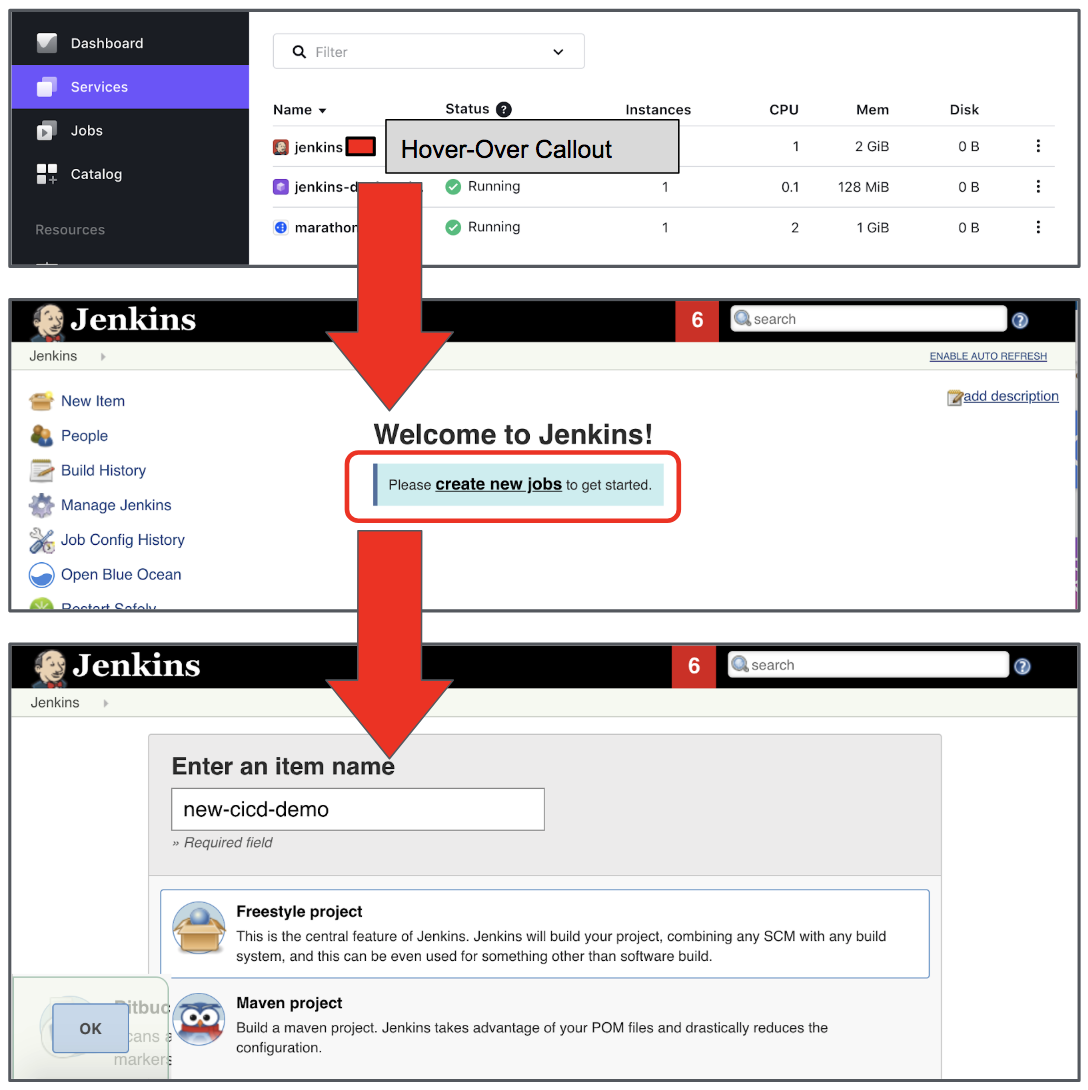 Dashboard
Services
Jobs
Catalog
Resources
Filter
Name Status ? Instances CPU Mem Disk
jenkins Hover-Over Callout 1 2 GiB 0 B
Running 1 0.1 128 MiB 0 B
Running 1 2 1 GiB 0 B
Jenkins 6 search ?
Jenkins ENABLE AUTO REFRESH
New Item
People
Build History
Manage Jenkins
Job Config History
Open Blue Ocean
Restart Safely
add description
Welcome to Jenkins!
Please create new jobs to get started.
Jenkins 6 search ?
Jenkins
Enter an item name
new-cicd-demo
» Required field
Freestyle project
This is the central feature of Jenkins. Jenkins will build your project, combining any SCM with any build
system, and this can be even used for something other than software build.
Maven project
Build a maven project. Jenkins takes advantage of your POM files and drastically reduces the
configuration.
OK